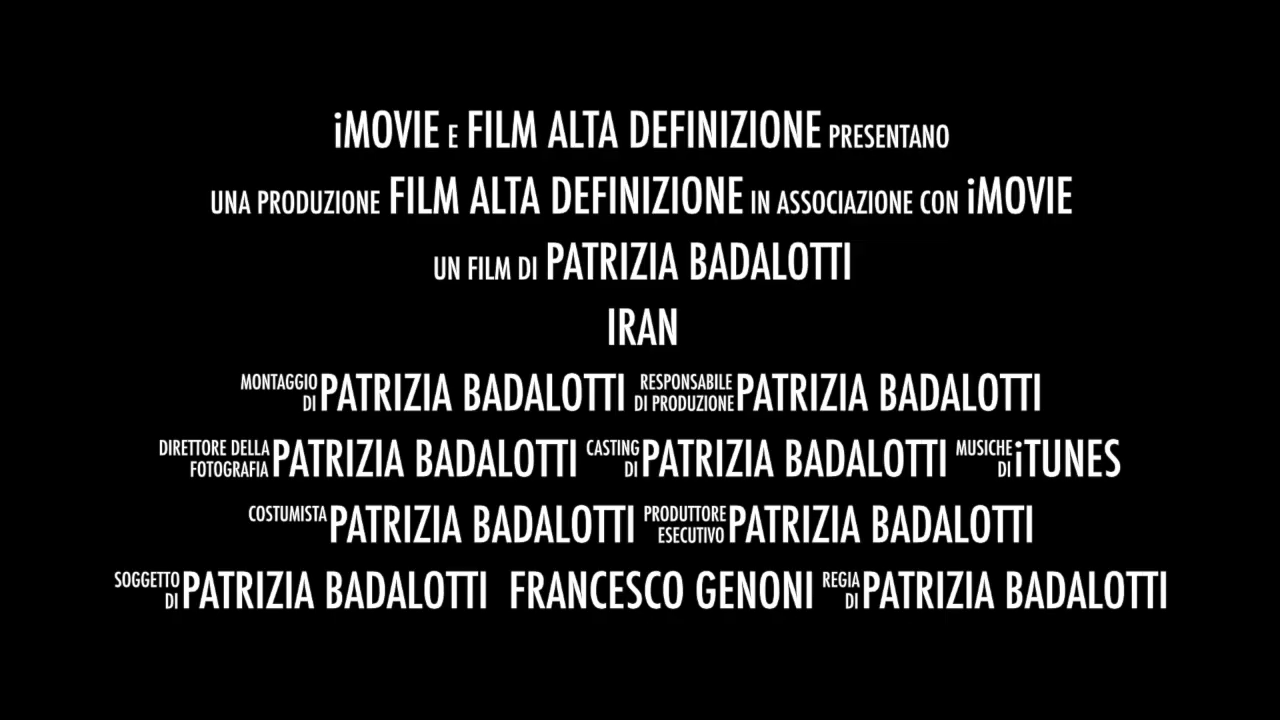 iMOVIE E FILM ALTA DEFINIZIONE PRESENTANO
UNA PRODUZIONE FILM ALTA DEFINIZIONE IN ASSOCIAZIONE CON iMOVIE
UN FILM DI PATRIZIA BADALOTTI
IRAN
MONTAGGIO DI PATRIZIA BADALOTTI RESPONSABILE DI PRODUZIONE PATRIZIA BADALOTTI
DIRETTORE DELLA FOTOGRAFIA PATRIZIA BADALOTTI CASTING DI PATRIZIA BADALOTTI MUSICHE DI iTUNES
COSTUMISTA PATRIZIA BADALOTTI PRODUTTORE ESECUTIVO PATRIZIA BADALOTTI
SOGGETTO DI PATRIZIA BADALOTTI FRANCESCO GENONI REGIA DI PATRIZIA BADALOTTI